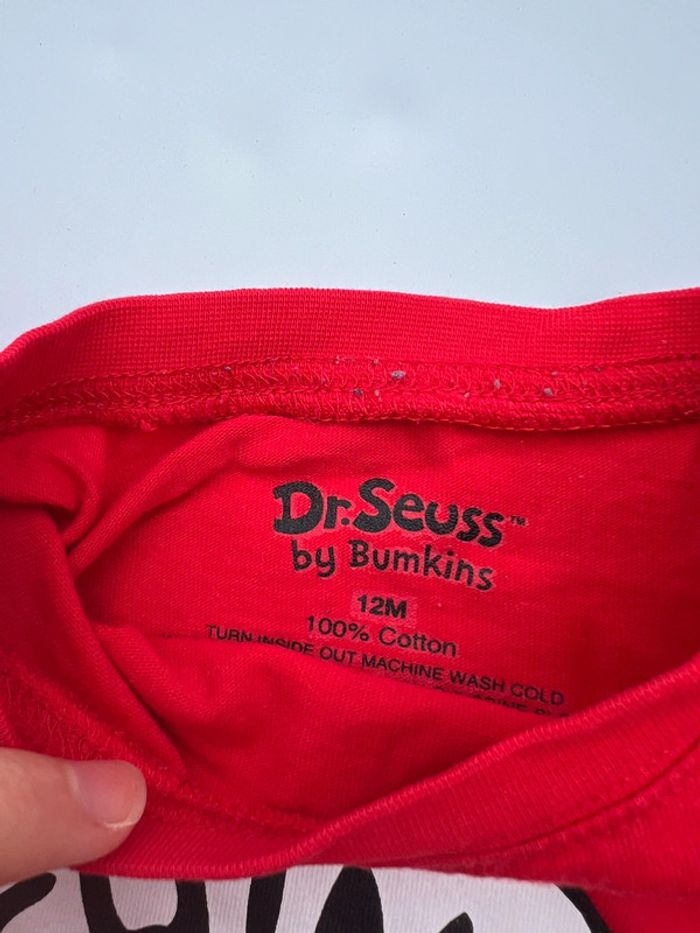 Dr. Seuss™
by Bumkins
12M
100% Cotton
TURN INSIDE OUT MACHINE WASH COLD